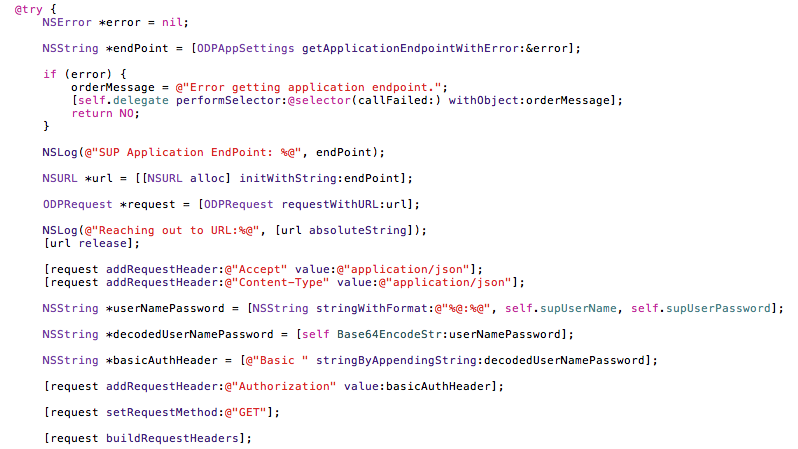 @try {
    NSError *error = nil;
    NSString *endPoint = [ODPAppSettings getApplicationEndpointWithError:&error];
    if (error) {
        orderMessage = @"Error getting application endpoint.";
        [self.delegate performSelector:@selector(callFailed:) withObject:orderMessage];
        return NO;
    }
    NSLog(@"SUP Application EndPoint: %@", endPoint);
    NSURL *url = [[NSURL alloc] initWithString:endPoint];
    ODPRequest *request = [ODPRequest requestWithURL:url];
    NSLog(@"Reaching out to URL:%@", [url absoluteString]);
    [url release];
    [request addRequestHeader:@"Accept" value:@"application/json"];
    [request addRequestHeader:@"Content-Type" value:@"application/json"];
    NSString *userNamePassword = [NSString stringWithFormat:@"%@:%@", self.supUserName, self.supUserPassword];
    NSString *decodedUserNamePassword = [self Base64EncodeStr:userNamePassword];
    NSString *basicAuthHeader = [@"Basic " stringByAppendingString:decodedUserNamePassword];
    [request addRequestHeader:@"Authorization" value:basicAuthHeader];
    [request setRequestMethod:@"GET"];
    [request buildRequestHeaders];